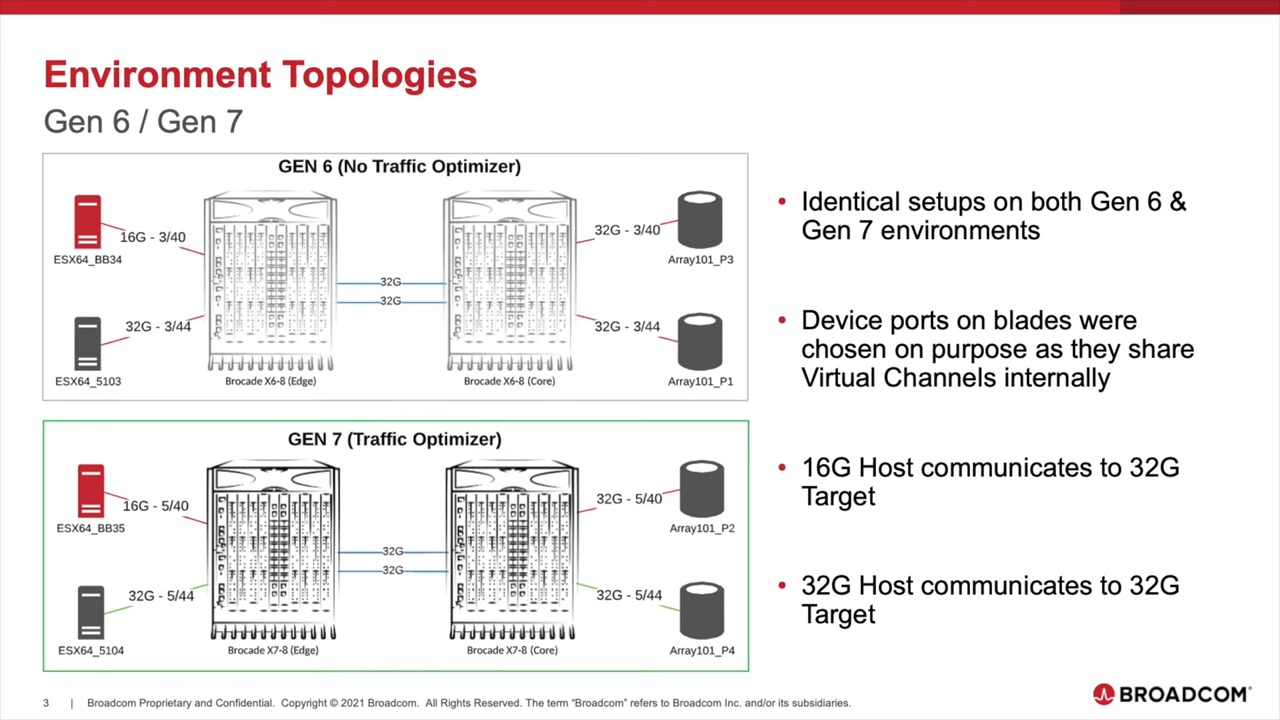 Environment Topologies
Gen 6 / Gen 7
GEN 6 (No Traffic Optimizer)
ESX64_BB34
16G - 3/40
32G
32G
32G - 3/40
Array101_P3
ESX64_5103
32G - 3/44
Brocade X6-8 (Edge)
Brocade X6-8 (Core)
32G - 3/44
Array101_P1
GEN 7 (Traffic Optimizer)
ESX64_BB35
16G - 5/40
32G
32G
32G - 5/40
Array101_P2
ESX64_5104
32G - 5/44
Brocade X7-8 (Edge)
Brocade X7-8 (Core)
32G - 5/44
Array101_P4
• Identical setups on both Gen 6 &
Gen 7 environments
• Device ports on blades were
chosen on purpose as they share
Virtual Channels internally
• 16G Host communicates to 32G
Target
• 32G Host communicates to 32G
Target
3 | Broadcom Proprietary and Confidential. Copyright © 2021 Broadcom. All Rights Reserved. The term “Broadcom” refers to Broadcom Inc. and/or its subsidiaries.
BROADCOM®